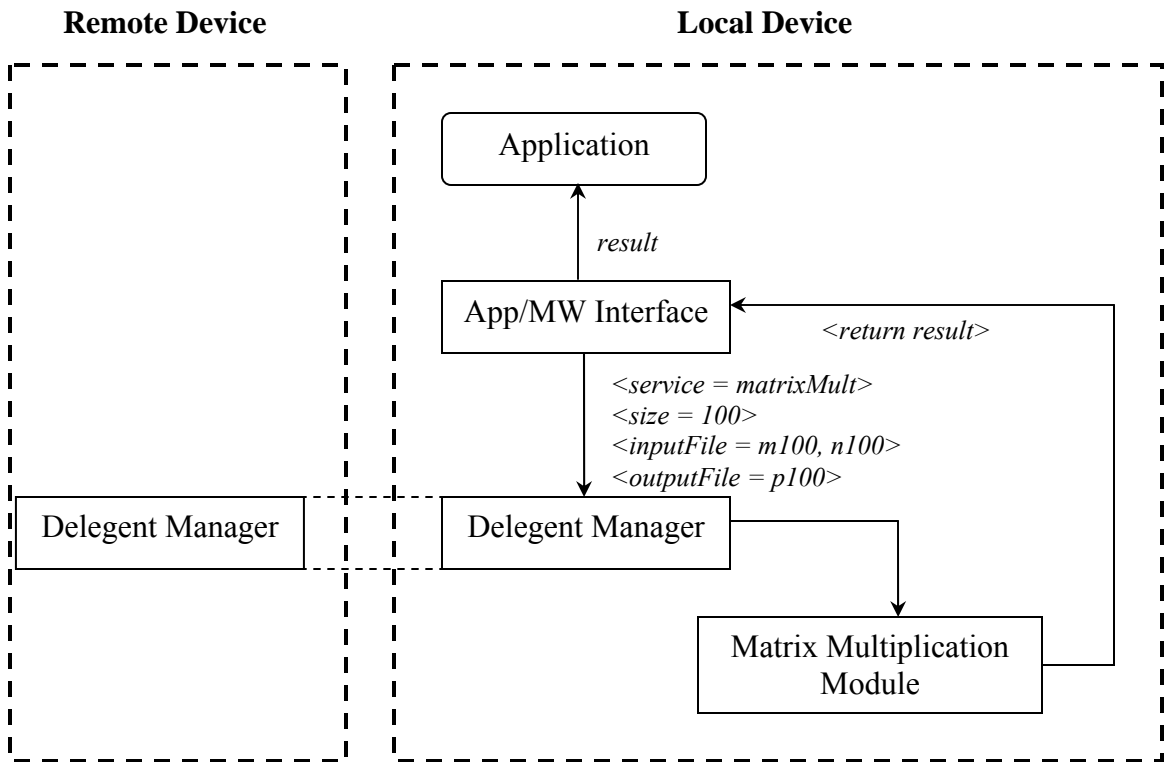 Remote Device
Local Device
Application
result
App/MW Interface
<return result>
<service = matrixMult>
<size = 100>
<inputFile = m100, n100>
<outputFile = p100>
Delegent Manager
Delegent Manager
Matrix Multiplication
Module